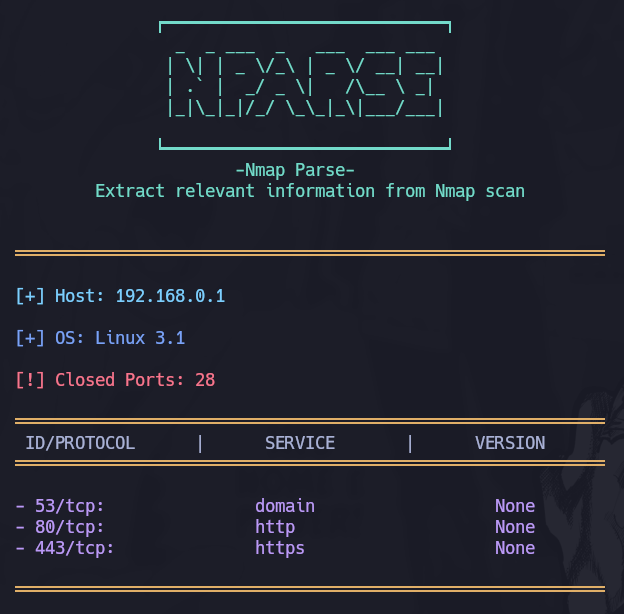 NPARSE
-Nmap Parse-
Extract relevant information from Nmap scan
[+] Host: 192.168.0.1
[+] OS: Linux 3.1
[!] Closed Ports: 28
ID/PROTOCOL | SERVICE | VERSION
- 53/tcp: domain None
- 80/tcp: http None
- 443/tcp: https None